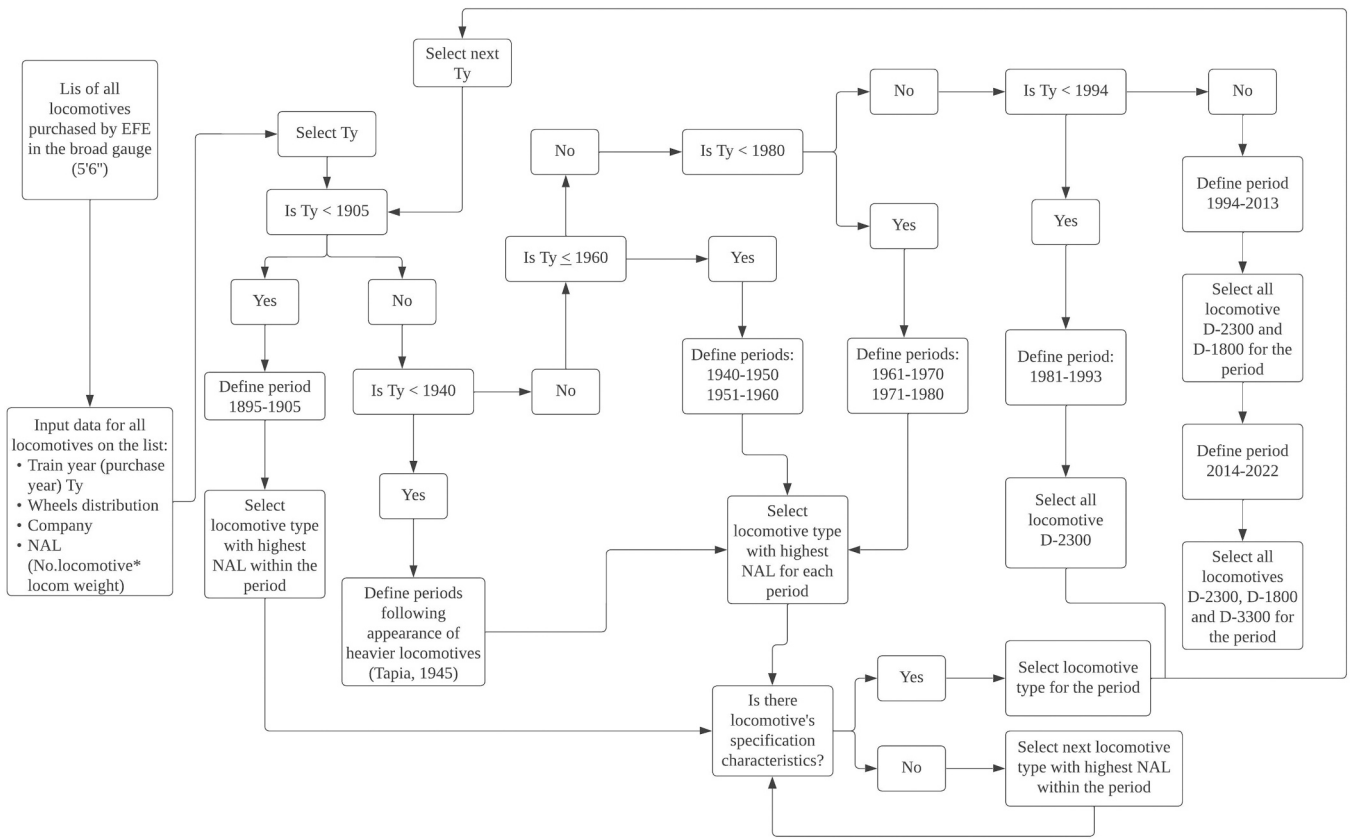 Lis of all
locomotives
purchased by EFE
in the broad gauge
(5'6")
Input data for all
locomotives on the list:
• Train year (purchase
year) Ty
• Wheels distribution
• Company
• NAL
(No.locomotive*
locom weight)
Select Ty
Select next
Ty
Is Ty < 1905
Yes
No
Define period
1895-1905
Select
locomotive type
with highest
NAL within the
period
Is Ty < 1940
No
Yes
Define periods
following
appearance of
heavier locomotives
(Tapia, 1945)
Is Ty ≤ 1960
No
Yes
Define periods:
1940-1950
1951-1960
Is Ty < 1980
No
Yes
Define periods:
1961-1970
1971-1980
Select
locomotive type
with highest
NAL for each
period
Is Ty < 1994
Yes
No
Define period:
1981-1993
Select all
locomotive
D-2300
Define period
1994-2013
Select all
locomotive
D-2300 and
D-1800 for the
period
Define period
2014-2022
Select all
locomotives
D-2300, D-1800
and D-3300 for
the period
Is there
locomotive's
specification
characteristics?
Yes
Select locomotive
type for the period
No
Select next locomotive
type with highest NAL
within the period